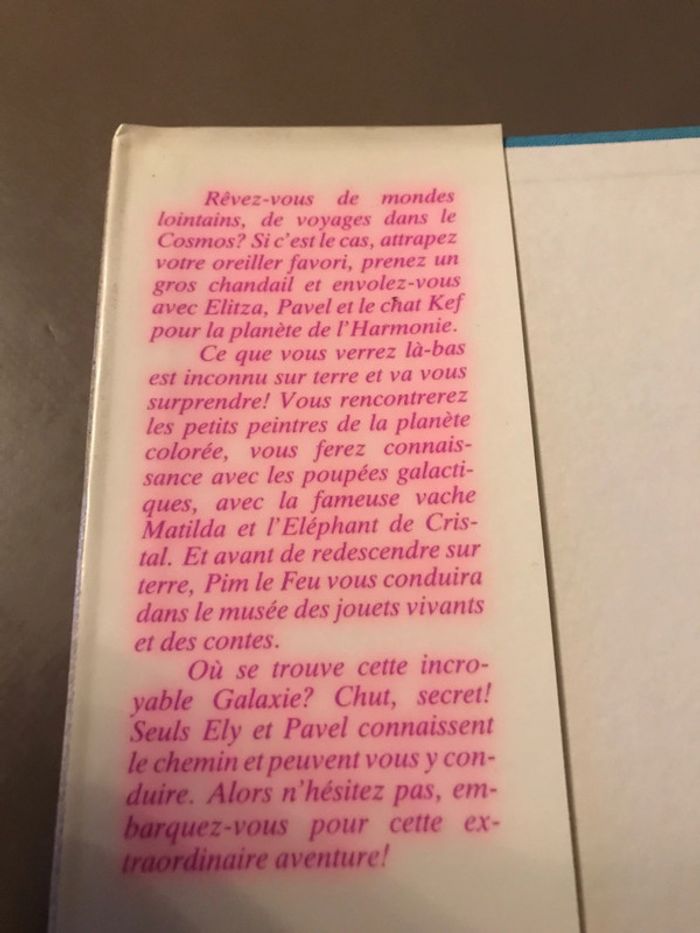 Rêvez-vous de mondes
lointains, de voyages dans le
Cosmos? Si c'est le cas, attrapez
votre oreiller favori, prenez un
gros chandail et envolez-vous
avec Elitza, Pavel et le chat Kef
pour la planète de l'Harmonie.
Ce que vous verrez là-bas
est inconnu sur terre et va vous
surprendre! Vous rencontrerez
les petits peintres de la planète
colorée, vous ferez connais-
sance avec les poupées galacti-
ques, avec la fameuse vache
Matilda et l'Eléphant de Cris-
tal. Et avant de redescendre sur
terre, Pim le Feu vous conduira
dans le musée des jouets vivants
et des contes.
Où se trouve cette incro-
yable Galaxie? Chut, secret!
Seuls Ely et Pavel connaissent
le chemin et peuvent vous y con-
duire. Alors n'hésitez pas, em-
barquez-vous pour cette ex-
traordinaire aventure!